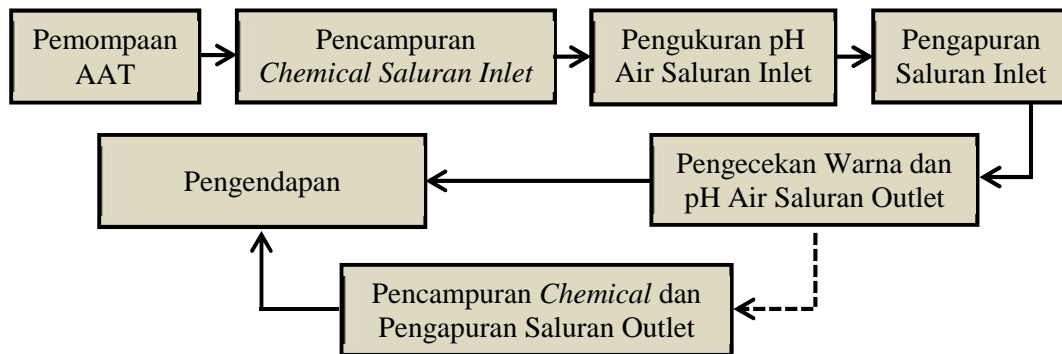 Pemompaan
AAT
Pencampuran
Chemical Saluran Inlet
Pengukuran pH
Air Saluran Inlet
Pengapuran
Saluran Inlet
Pengecekan Warna dan
pH Air Saluran Outlet
Pengendapan
Pencampuran Chemical dan
Pengapuran Saluran Outlet